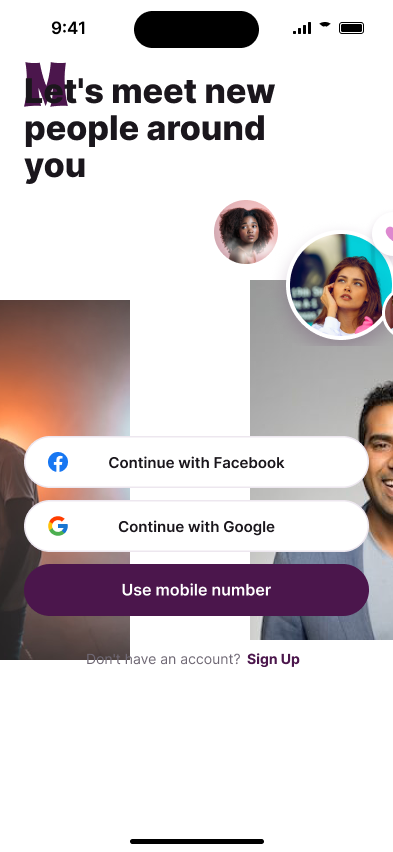 9:41
M
Let's meet new
people around
you
Continue with Facebook
Continue with Google
Use mobile number
Don't have an account? Sign Up